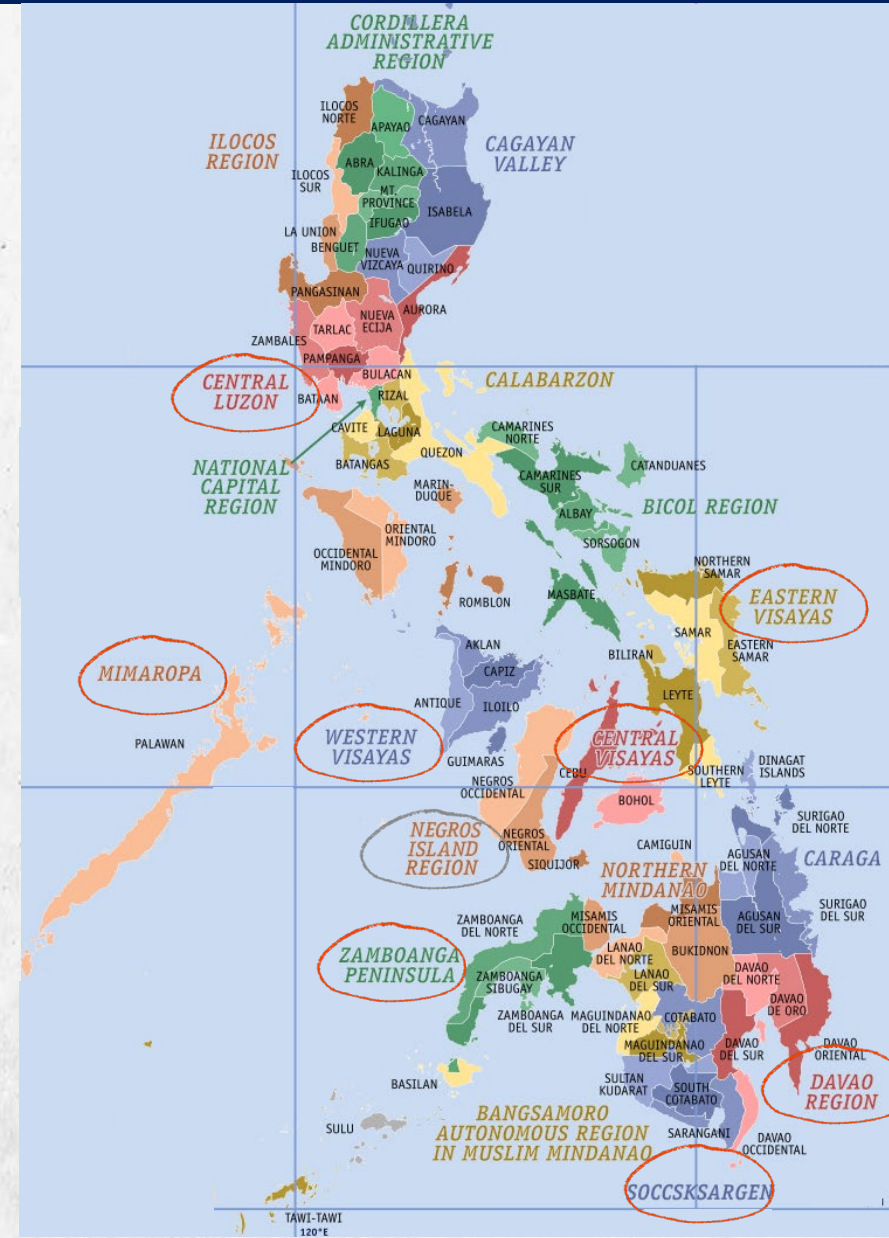 CORDILLERA
ADMINISTRATIVE
REGION
ILOCOS
NORTE
APAYAO
CAGAYAN
ILOCOS
REGION
CAGAYAN
VALLEY
ABRA
KALINGA
ILOCOS
SUR
MT.
PROVINCE
ISABELA
IFUGAO
LA UNION
BENGUET
NUEVA
VIZCAYA
QUIRINO
PANGASINAN
AURORA
NUEVA
ECIJA
TARLAC
ZAMBALES
PAMPANGA
BULACAN
CENTRAL
LUZON
BATAAN
RIZAL
CALABARZON
CAVITE
LAGUNA
CAMARINES
NORTE
QUEZON
BATANGAS
NATIONAL
CAPITAL
REGION
CATANDUANES
CAMARINES
SUR
MARIN-
DUQUE
ALBAY
BICOL REGION
ORIENTAL
MINDORO
OCCIDENTAL
MINDORO
SORSOGON
NORTHERN
SAMAR
MASBATE
EASTERN
VISAYAS
ROMBLON
SAMAR
EASTERN
SAMAR
AKLAN
BILIRAN
MIMAROPA
CAPIZ
LEYTE
ANTIQUE
ILOILO
PALAWAN
WESTERN
VISAYAS
CENTRAL
VISAYAS
GUIMARAS
CEBU
SOUTHERN
LEYTE
DINAGAT
ISLANDS
NEGROS
OCCIDENTAL
BOHOL
SURIGAO
DEL NORTE
NEGROS
ISLAND
REGION
NEGROS
ORIENTAL
CAMIGUIN
AGUSAN
DEL NORTE
CARAGA
SIQUIJOR
NORTHERN
MINDANAO
SURIGAO
DEL SUR
ZAMBOANGA
DEL NORTE
MISAMIS
OCCIDENTAL
MISAMIS
ORIENTAL
AGUSAN
DEL SUR
ZAMBOANGA
PENINSULA
LANAO
DEL NORTE
BUKIDNON
ZAMBOANGA
SIBUGAY
LANAO
DEL SUR
DAVAO
DEL NORTE
DAVAO
DE ORO
ZAMBOANGA
DEL SUR
MAGUINDANAO
DEL NORTE
COTABATO
MAGUINDANAO
DEL SUR
DAVAO
DEL SUR
DAVAO
ORIENTAL
BASILAN
SULTAN
KUDARAT
SOUTH
COTABATO
DAVAO
REGION
SULU
BANGSAMORO
AUTONOMOUS REGION
IN MUSLIM MINDANAO
SARANGANI
DAVAO
OCCIDENTAL
SOCCSKSARGEN
TAWI-TAWI
120°E